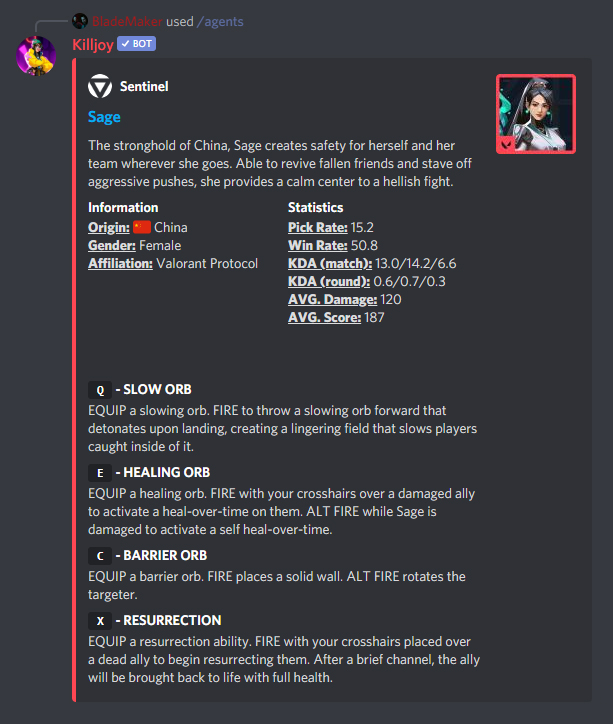 BladeMaker used /agents
Killjoy BOT
Sentinel
Sage
The stronghold of China, Sage creates safety for herself and her
team wherever she goes. Able to revive fallen friends and stave off
aggressive pushes, she provides a calm center to a hellish fight.
Information
Origin: China
Gender: Female
Affiliation: Valorant Protocol
Statistics
Pick Rate: 15.2
Win Rate: 50.8
KDA (match): 13.0/14.2/6.6
KDA (round): 0.6/0.7/0.3
AVG. Damage: 120
AVG. Score: 187
Q - SLOW ORB
EQUIP a slowing orb. FIRE to throw a slowing orb forward that
detonates upon landing, creating a lingering field that slows players
caught inside of it.
E - HEALING ORB
EQUIP a healing orb. FIRE with your crosshairs over a damaged ally
to activate a heal-over-time on them. ALT FIRE while Sage is
damaged to activate a self heal-over-time.
C - BARRIER ORB
EQUIP a barrier orb. FIRE places a solid wall. ALT FIRE rotates the
targeter.
X - RESURRECTION
EQUIP a resurrection ability. FIRE with your crosshairs placed over
a dead ally to begin resurrecting them. After a brief channel, the ally
will be brought back to life with full health.